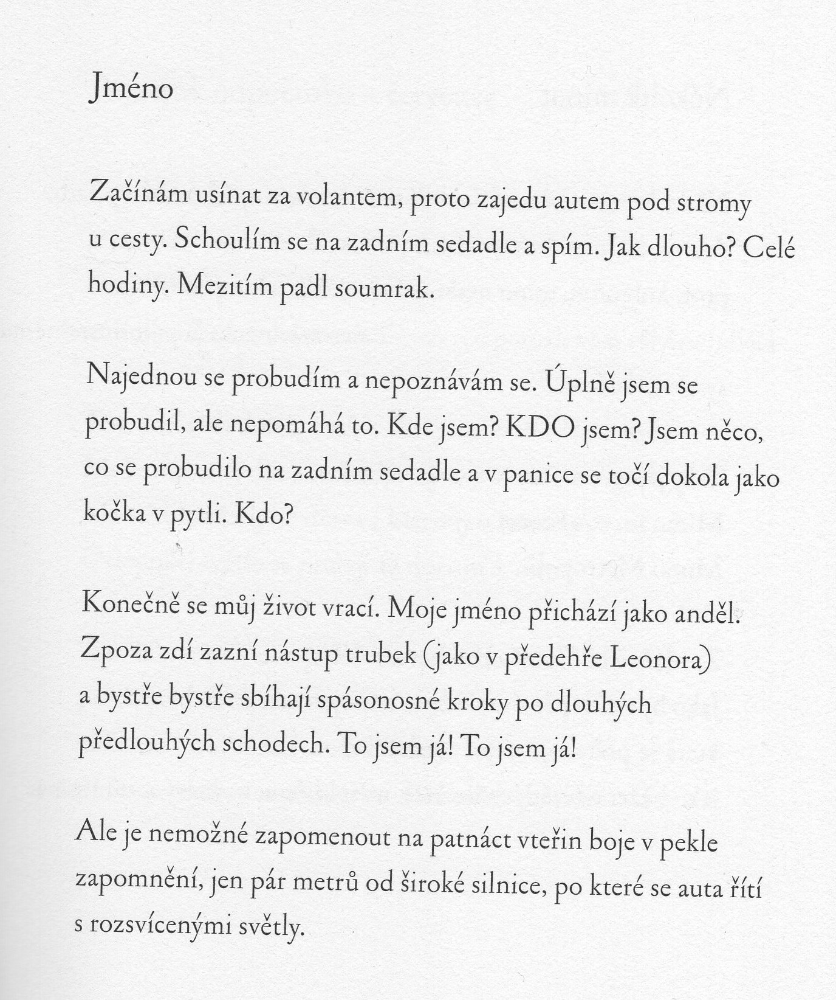 Jméno
Začínám usínat za volantem, proto zajedu autem pod stromy
u cesty. Schoulím se na zadním sedadle a spím. Jak dlouho? Celé
hodiny. Mezitím padl soumrak.
Najednou se probudím a nepoznávám se. Úplně jsem se
probudil, ale nepomáhá to. Kde jsem? KDO jsem? Jsem něco,
co se probudilo na zadním sedadle a v panice se točí dokola jako
kočka v pytli. Kdo?
Konečně se můj život vrací. Moje jméno přichází jako anděl.
Zpoza zdí zazní nástup trubek (jako v předehře Leonora)
a bystře bystře sbíhají spásonosné kroky po dlouhých
předlouhých schodech. To jsem já! To jsem já!
Ale je nemožné zapomenout na patnáct vteřin boje v pekle
zapomnění, jen pár metrů od široké silnice, po které se auta řítí
s rozsvícenými světly.